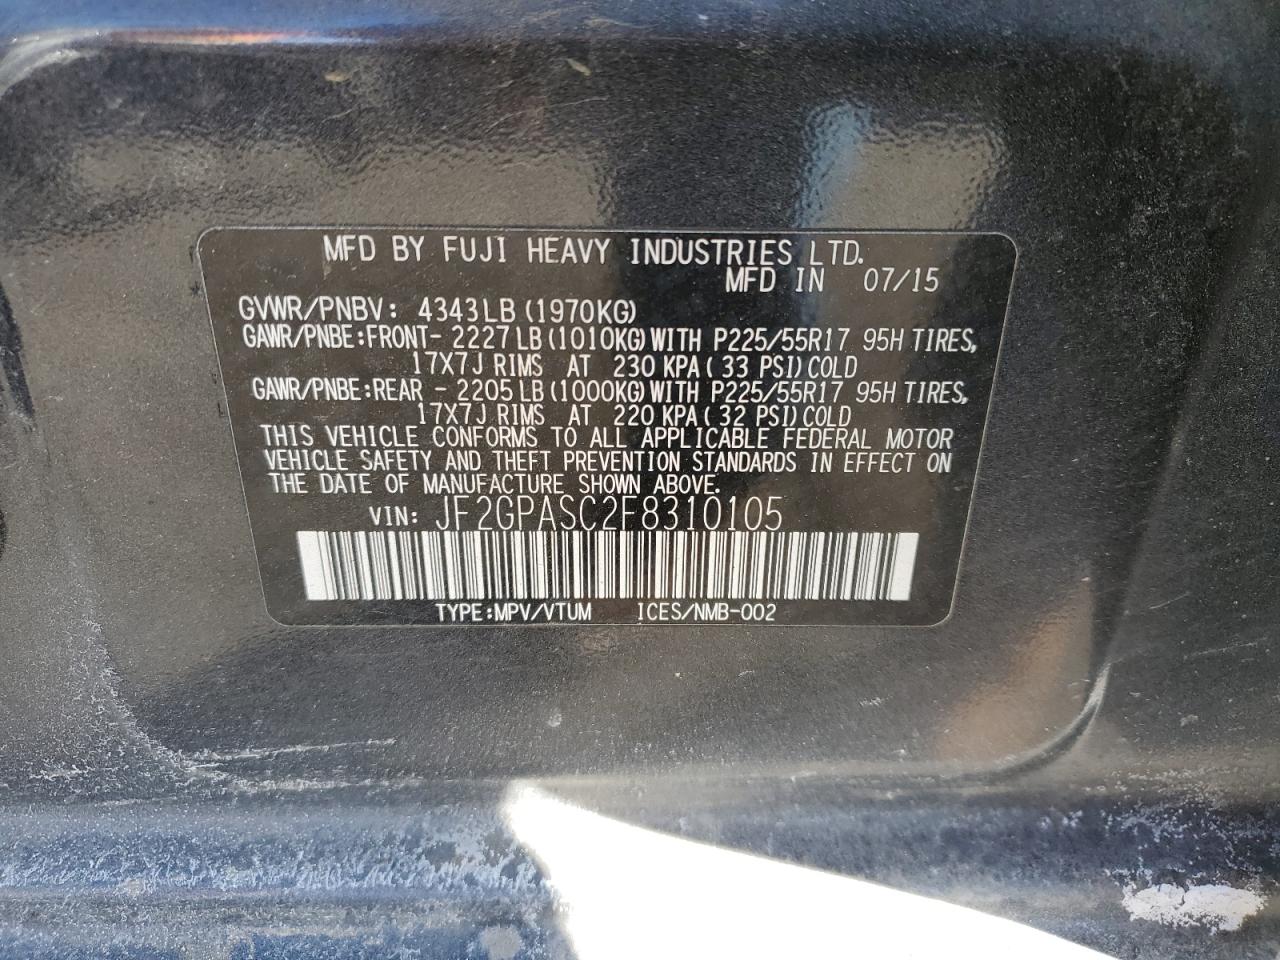 MFD BY FUJI HEAVY INDUSTRIES LTD.
MFD IN 07/15
GVWR/PNBV: 4343LB (1970KG)
GAWR/PNBE:FRONT- 2227LB (1010KG) WITH P225/55R17 95H TIRES,
17X7J RIMS AT 230 KPA ( 33 PSI) COLD
GAWR/PNBE:REAR - 2205LB (1000KG) WITH P225/55R17 95H TIRES,
17X7J RIMS AT 220 KPA ( 32 PSI) COLD
THIS VEHICLE CONFORMS TO ALL APPLICABLE FEDERAL MOTOR
VEHICLE SAFETY AND THEFT PREVENTION STANDARDS IN EFFECT ON
THE DATE OF MANUFACTURE SHOWN ABOVE.
VIN: JF2GPASC2F8310105
TYPE:MPV/VTUM ICES/NMB-002